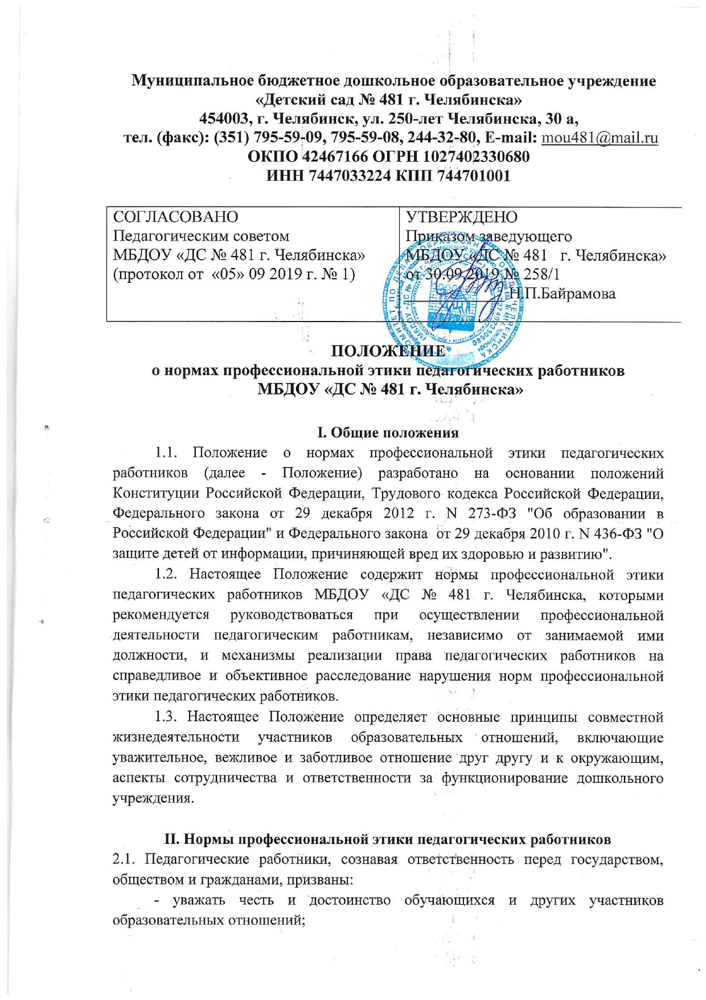 Муниципальное бюджетное дошкольное образовательное учреждение
«Детский сад № 481 г. Челябинска»
454003, г. Челябинск, ул. 250-лет Челябинска, 30 а,
тел. (факс): (351) 795-59-09, 795-59-08, 244-32-80, E-mail: mou481@mail.ru
ОКПО 42467166 ОГРН 1027402330680
ИНН 7447033224 КПП 744701001
СОГЛАСОВАНО
Педагогическим советом
МБДОУ «ДС № 481 г. Челябинска»
(протокол от «05» 09 2019 г. № 1)
УТВЕРЖДЕНО
Приказом заведующего
МБДОУ «ДС № 481 г. Челябинска»
от 30.09.2019 № 258/1
Н.П.Байрамова
ПОЛОЖЕНИЕ
о нормах профессиональной этики педагогических работников
МБДОУ «ДС № 481 г. Челябинска»
I. Общие положения
1.1. Положение о нормах профессиональной этики педагогических
работников (далее - Положение) разработано на основании положений
Конституции Российской Федерации, Трудового кодекса Российской Федерации,
Федерального закона от 29 декабря 2012 г. N 273-ФЗ "Об образовании в
Российской Федерации" и Федерального закона от 29 декабря 2010 г. N 436-ФЗ "О
защите детей от информации, причиняющей вред их здоровью и развитию".
1.2. Настоящее Положение содержит нормы профессиональной этики
педагогических работников МБДОУ «ДС № 481 г. Челябинска, которыми
рекомендуется руководствоваться при осуществлении профессиональной
деятельности педагогическим работникам, независимо от занимаемой ими
должности, и механизмы реализации права педагогических работников на
справедливое и объективное расследование нарушения норм профессиональной
этики педагогических работников.
1.3. Настоящее Положение определяет основные принципы совместной
жизнедеятельности участников образовательных отношений, включающие
уважительное, вежливое и заботливое отношение друг другу и к окружающим,
аспекты сотрудничества и ответственности за функционирование дошкольного
учреждения.
II. Нормы профессиональной этики педагогических работников
2.1. Педагогические работники, сознавая ответственность перед государством,
обществом и гражданами, призваны:
- уважать честь и достоинство обучающихся и других участников
образовательных отношений;